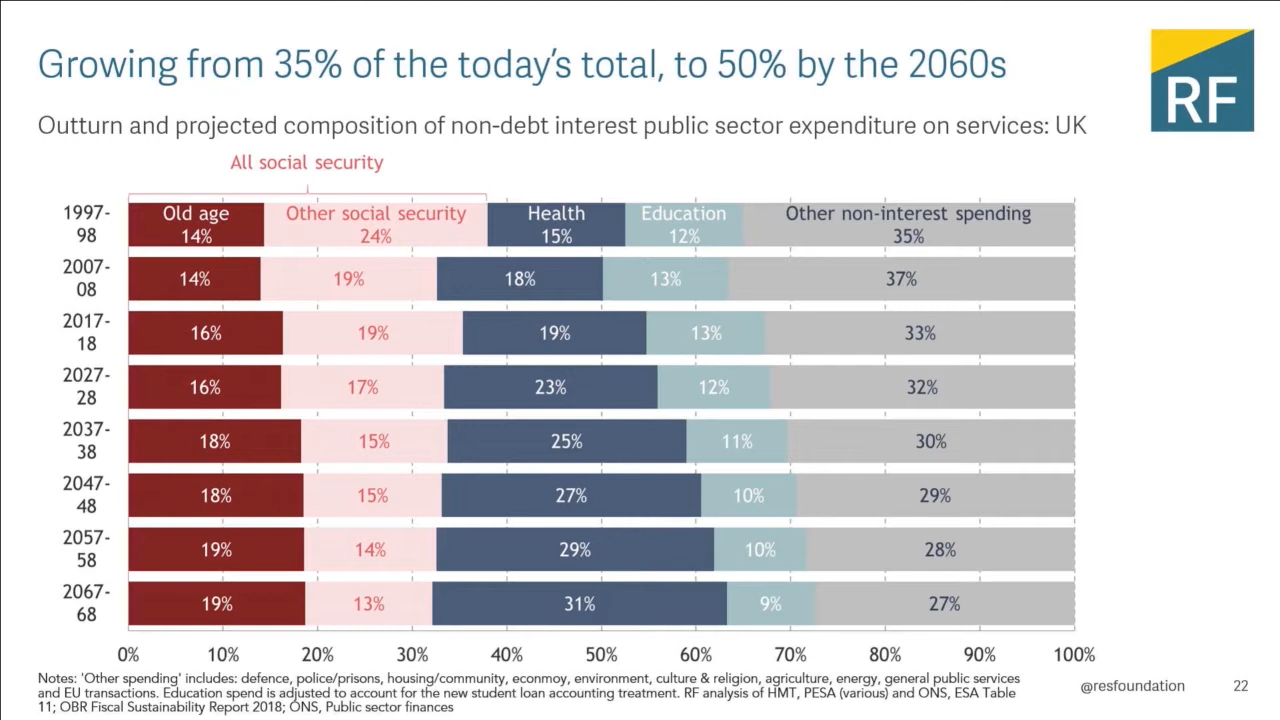 Growing from 35% of the today's total, to 50% by the 2060s
RF
Outturn and projected composition of non-debt interest public sector expenditure on services: UK
All social security
1997-
98
Old age
14%
Other social security
24%
Health
15%
Education
12%
Other non-interest spending
35%
2007-
08
14% 19% 18% 13% 37%
2017-
18
16% 19% 19% 13% 33%
2027-
28
16% 17% 23% 12% 32%
2037-
38
18% 15% 25% 11% 30%
2047-
48
18% 15% 27% 10% 29%
2057-
58
19% 14% 29% 10% 28%
2067-
68
19% 13% 31% 9% 27%
0% 10% 20% 30% 40% 50% 60% 70% 80% 90% 100%
Notes: 'Other spending' includes: defence, police/prisons, housing/community, econmoy, environment, culture & religion, agriculture, energy, general public services
and EU transactions. Education spend is adjusted to account for the new student loan accounting treatment. RF analysis of HMT, PESA (various) and ONS, ESA Table
11; OBR Fiscal Sustainability Report 2018; ONS, Public sector finances
@resfoundation
22